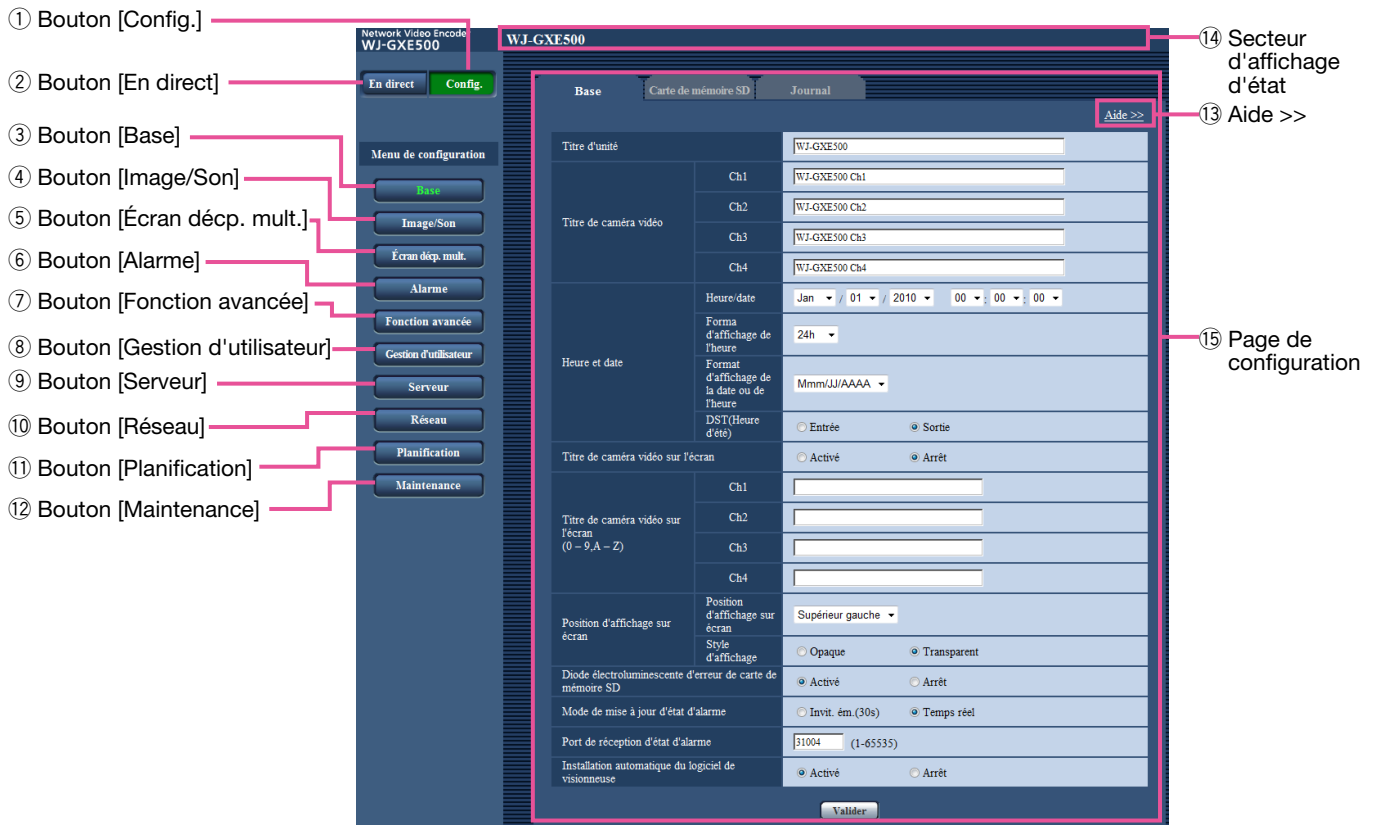 ① Bouton [Config.]
② Bouton [En direct]
③ Bouton [Base]
④ Bouton [Image/Son]
⑤ Bouton [Écran décp. mult.]
⑥ Bouton [Alarme]
⑦ Bouton [Fonction avancée]
⑧ Bouton [Gestion d'utilisateur]
⑨ Bouton [Serveur]
⑩ Bouton [Réseau]
⑪ Bouton [Planification]
⑫ Bouton [Maintenance]
Network Video Encoder
WJ-GXE500
En direct
Config.
Menu de configuration
Base
Image/Son
Écran décp. mult.
Alarme
Fonction avancée
Gestion d'utilisateur
Serveur
Réseau
Planification
Maintenance
WJ-GXE500
Base
Carte de mémoire SD
Journal
Aide >>
Titre d'unité
WJ-GXE500
Titre de caméra vidéo
Ch1
WJ-GXE500 Ch1
Ch2
WJ-GXE500 Ch2
Ch3
WJ-GXE500 Ch3
Ch4
WJ-GXE500 Ch4
Heure et date
Heure/date
Jan / 01 / 2010 00 : 00 : 00
Forma
d'affichage de
l'heure
24h
Format
d'affichage de
la date ou de
l'heure
Mmm/JJ/AAAA
DST(Heure
d'été)
Entrée
Sortie
Titre de caméra vidéo sur l'écran
Activé
Arrêt
Titre de caméra vidéo sur
l'écran
(0 – 9,A – Z)
Ch1
Ch2
Ch3
Ch4
Position d'affichage sur
écran
Position
d'affichage sur
écran
Supérieur gauche
Style
d'affichage
Opaque
Transparent
Diode électroluminescente d'erreur de carte de
mémoire SD
Activé
Arrêt
Mode de mise à jour d'état d'alarme
Invit. ém.(30s)
Temps réel
Port de réception d'état d'alarme
31004
(1-65535)
Installation automatique du logiciel de
visionneuse
Activé
Arrêt
Valider
⑭ Secteur
d'affichage
d'état
⑬ Aide >>
⑮ Page de
configuration